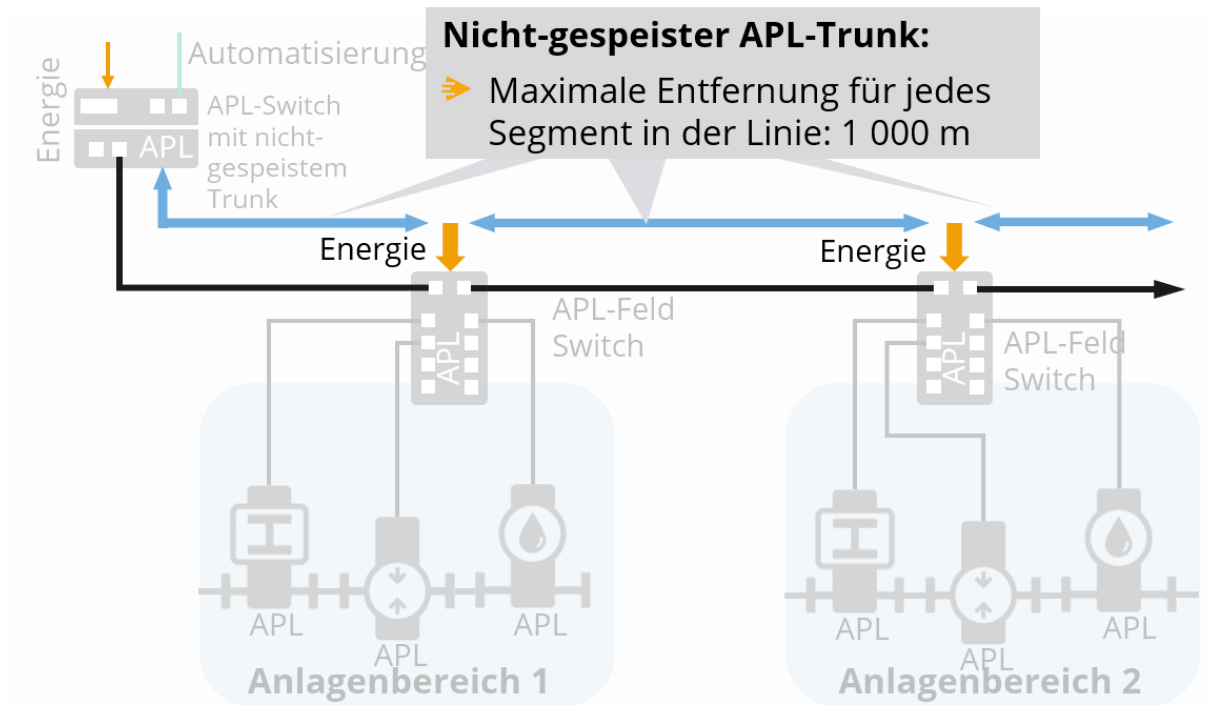 Nicht-gespeister APL-Trunk:
Maximale Entfernung für jedes
Segment in der Linie: 1 000 m
Automatisierung
Energie
APL-Switch
mit nicht-
gespeistem
Trunk
APL
Energie
Energie
APL-Feld
Switch
APL
APL-Feld
Switch
APL
APL
APL
APL
APL
APL
APL
Anlagenbereich 1
Anlagenbereich 2